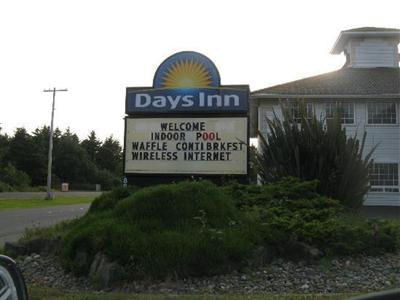 Days Inn
WELCOME
INDOOR POOL
WAFFLE CONTI BRKFST
WIRELESS INTERNET